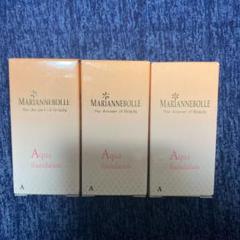 MARIANNEBOLLE
The Answer of Beauty
Aqua
foundation
A
MARIANNEBOLLE
The Answer of Beauty
Aqua
foundation
A
MARIANNEBOLLE
The Answer of Beauty
Aqua
foundation
A